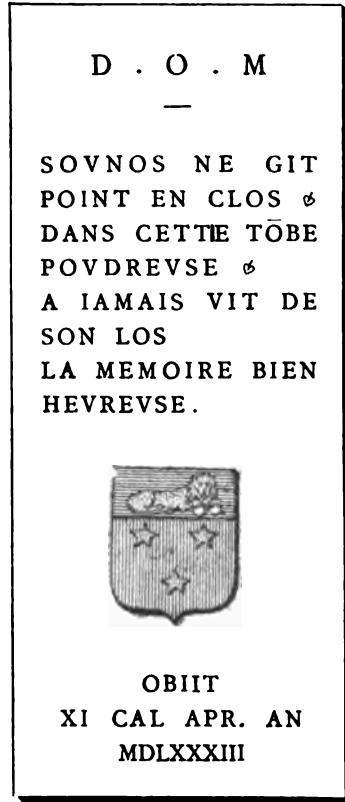 D . O . M
SOVNOS NE GIT
POINT EN CLOS
DANS CETTE TŌBE
POVDREVSE
A IAMAIS VIT DE
SON LOS
LA MEMOIRE BIEN
HEVREVSE.
OBIIT
XI CAL APR. AN
MDLXXXIII